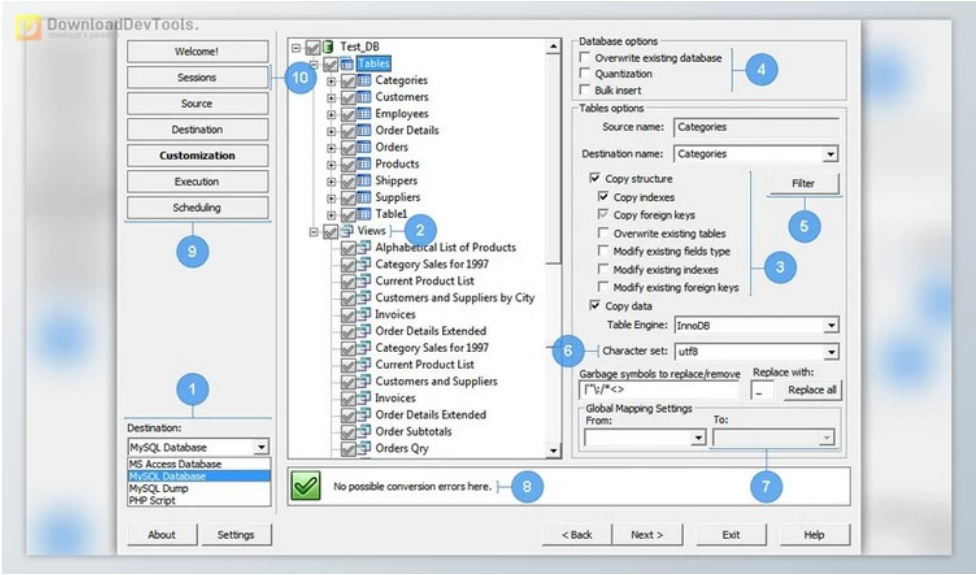 DownloadDevTools.
developer's paradise
Welcome!
Sessions
Source
Destination
Customization
Execution
Scheduling
10
9
1
Destination:
MySQL Database
MS Access Database
MySQL Database
MySQL Dump
PHP Script
About
Settings
Test_DB
Tables
Categories
Customers
Employees
Order Details
Orders
Products
Shippers
Suppliers
Table1
Views
2
Alphabetical List of Products
Category Sales for 1997
Current Product List
Customers and Suppliers by City
Invoices
Order Details Extended
Category Sales for 1997
Current Product List
Customers and Suppliers
Invoices
Order Details Extended
Order Subtotals
Orders Qry
Database options
Overwrite existing database
Quantization
Bulk insert
4
Tables options
Source name: Categories
Destination name: Categories
Copy structure
Filter
Copy indexes
Copy foreign keys
5
Overwrite existing tables
Modify existing fields type
Modify existing indexes
3
Modify existing foreign keys
Copy data
Table Engine: InnoDB
6
Character set: utf8
Garbage symbols to replace/remove
Replace with:
_
Replace all
Global Mapping Settings
From:
To:
7
No possible conversion errors here.
8
< Back
Next >
Exit
Help